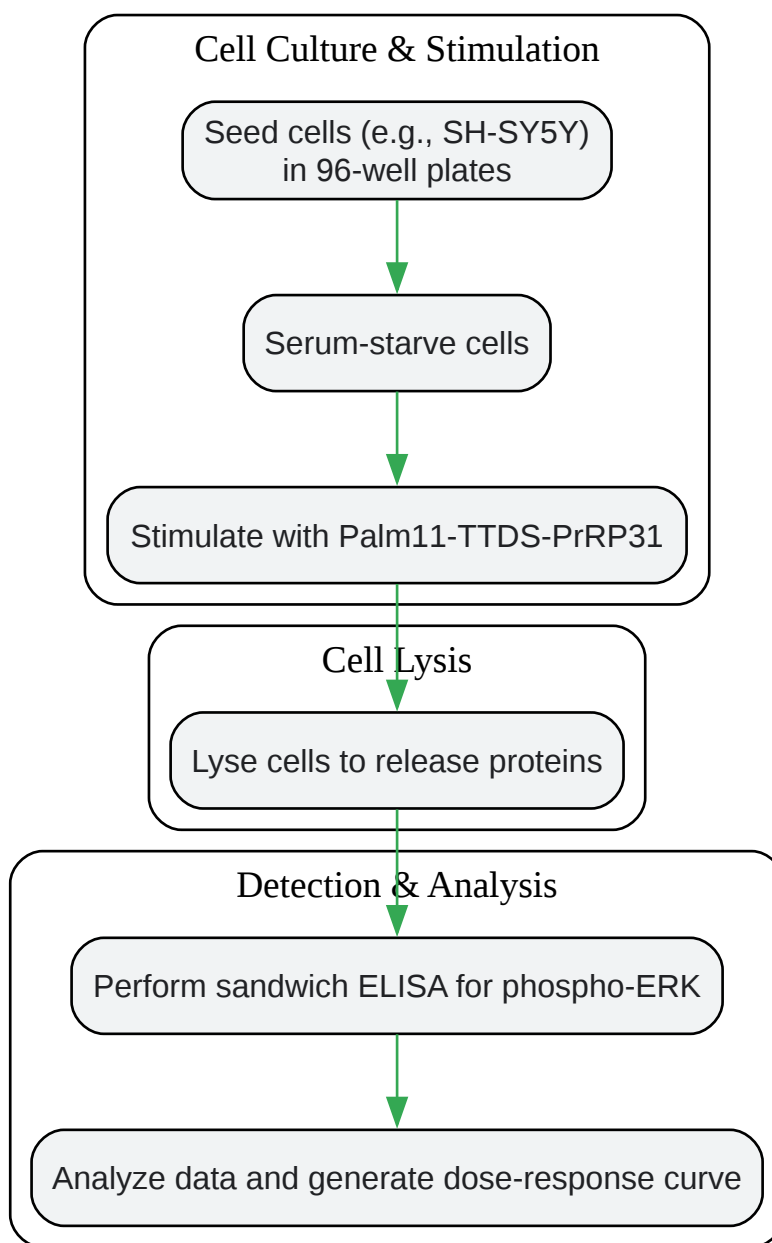 Cell Culture & Stimulation
Seed cells (e.g., SH-SY5Y)
in 96-well plates
Serum-starve cells
Stimulate with Palm11-TTDS-PrRP31
Cell Lysis
Lyse cells to release proteins
Detection & Analysis
Perform sandwich ELISA for phospho-ERK
Analyze data and generate dose-response curve